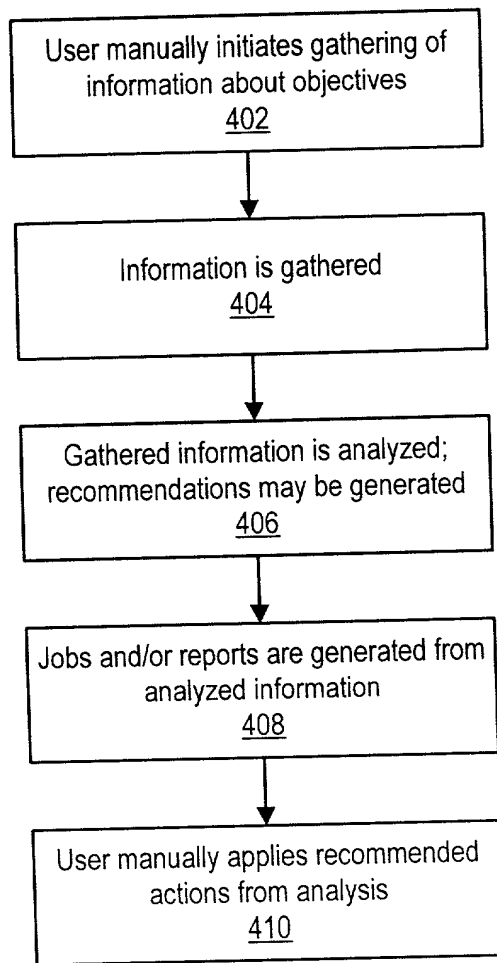 User manually initiates gathering of
information about objectives
402
Information is gathered
404
Gathered information is analyzed;
recommendations may be generated
406
Jobs and/or reports are generated from
analyzed information
408
User manually applies recommended
actions from analysis
410